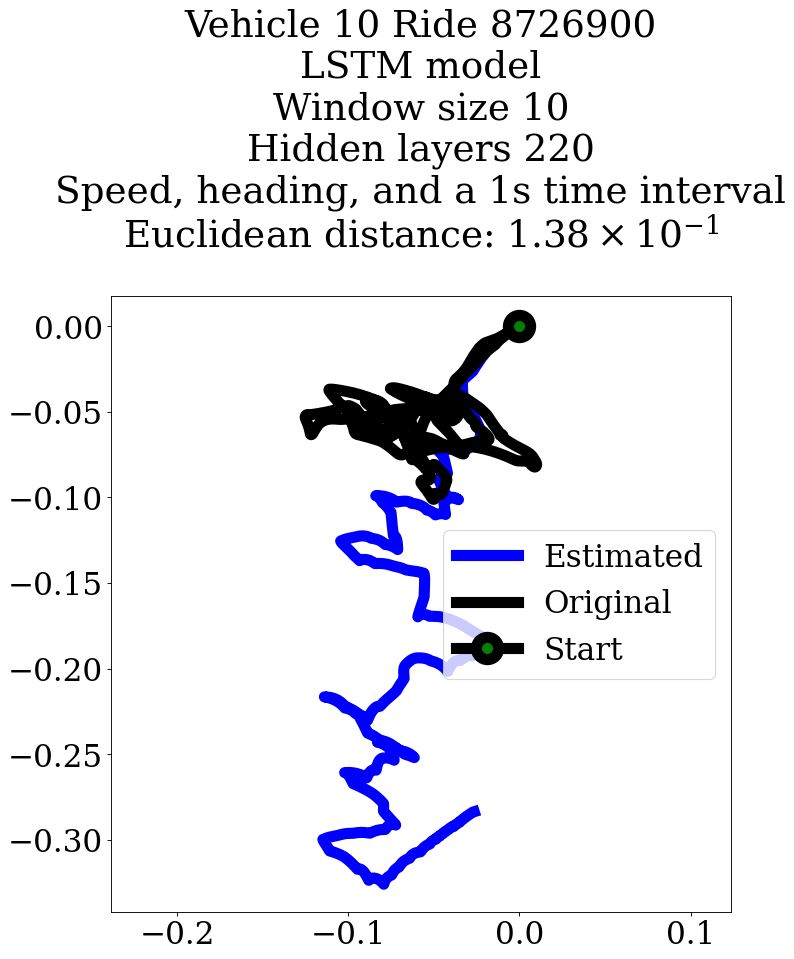 Vehicle 10 Ride 8726900
LSTM model
Window size 10
Hidden layers 220
Speed, heading, and a 1s time interval
Euclidean distance: 1.38 × 10⁻¹
0.00
−0.05
−0.10
−0.15
−0.20
−0.25
−0.30
Estimated
Original
Start
−0.2
−0.1
0.0
0.1